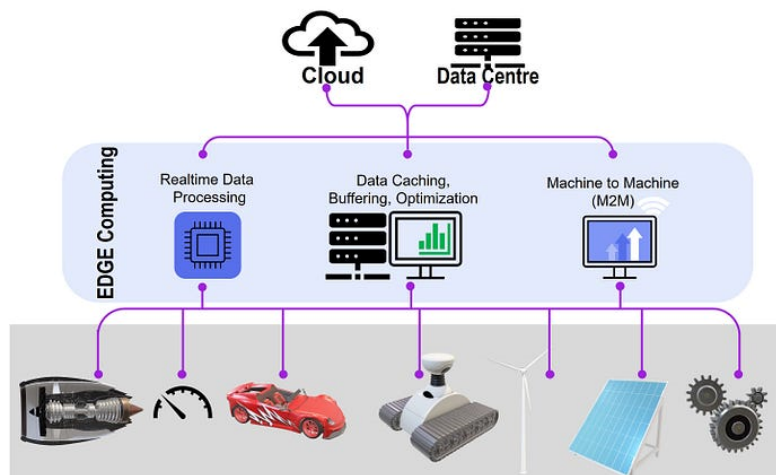 Cloud
Data Centre
EDGE Computing
Realtime Data
Processing
Data Caching,
Buffering, Optimization
Machine to Machine
(M2M)